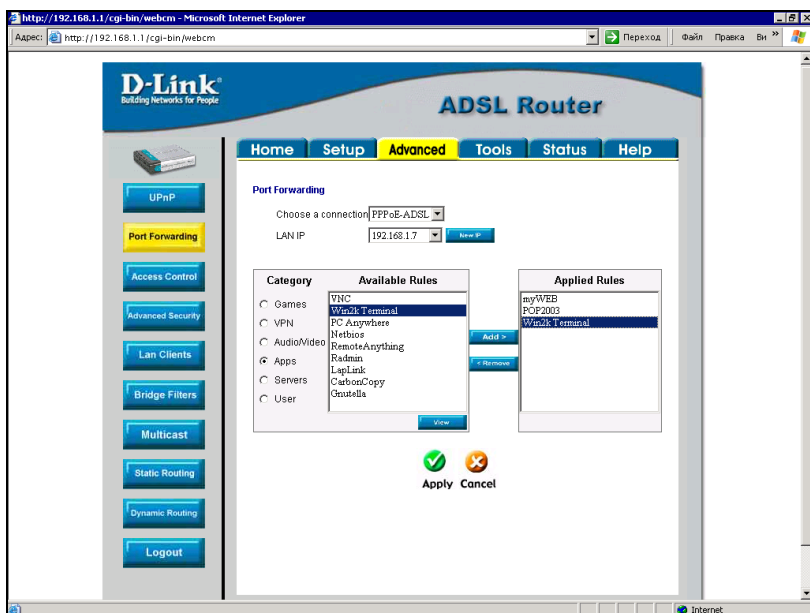 http://192.168.1.1/cgi-bin/webcm - Microsoft Internet Explorer
Адрес: http://192.168.1.1/cgi-bin/webcm Переход Файл Правка Ви »
D-Link
Building Networks for People
ADSL Router
Home Setup Advanced Tools Status Help
UPnP
Port Forwarding
Access Control
Advanced Security
Lan Clients
Bridge Filters
Multicast
Static Routing
Dynamic Routing
Logout
Port Forwarding
Choose a connection PPPoE-ADSL
LAN IP 192.168.1.7 New IP
Category Available Rules Applied Rules
Games
VPN
Audio/Video
Apps
Servers
User
VNC
Win2k Terminal
PC Anywhere
Netbios
RemoteAnything
Radmin
LapLink
CarbonCopy
Gnutella
View
Add >
< Remove
myWEB
POP2003
Win2k Terminal
Apply Cancel
Internet